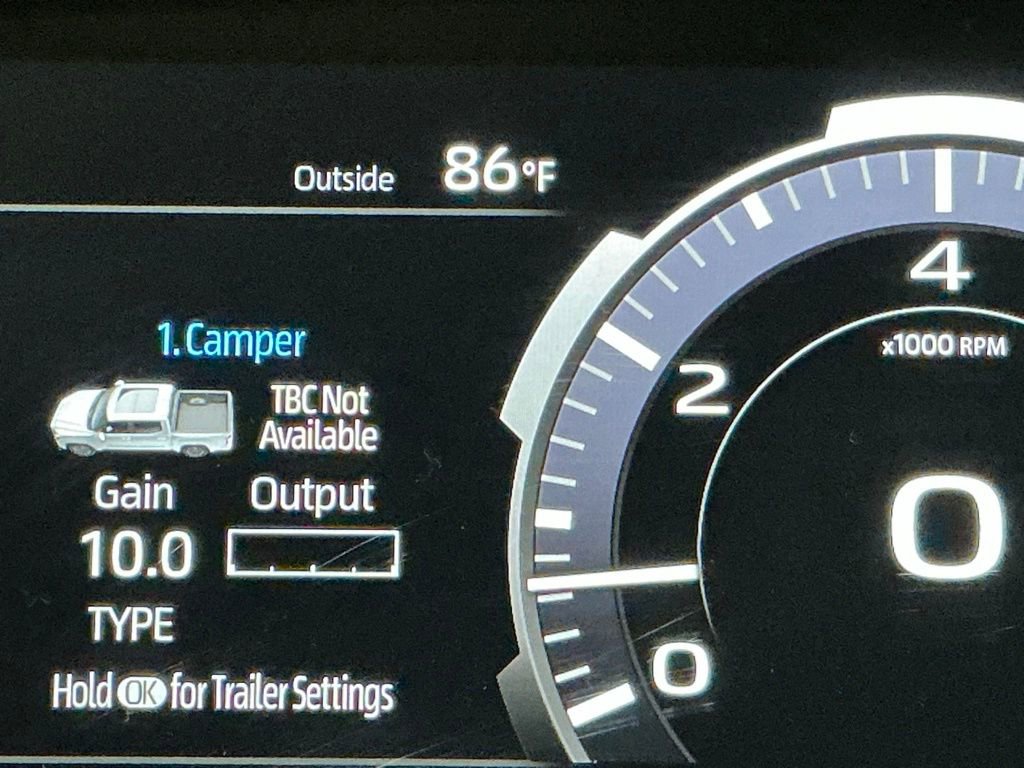 Outside 86°F
1. Camper
TBC Not
Available
Gain Output
10.0
TYPE
Hold OK for Trailer Settings
4
x1000 RPM
2
0
0